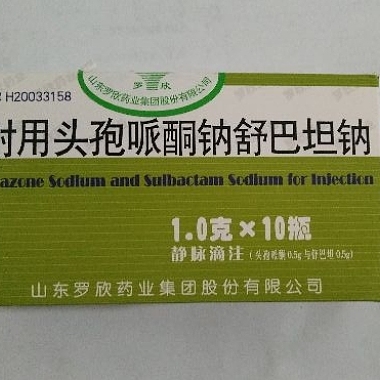 H20033158
罗欣
山东罗欣药业集团股份有限公司
射用头孢哌酮钠舒巴坦钠
azone Sodium and Sulbactam Sodium for Injection
1.0克×10瓶
静脉滴注（头孢哌酮0.5g与舒巴坦0.5g）
山东罗欣药业集团股份有限公司